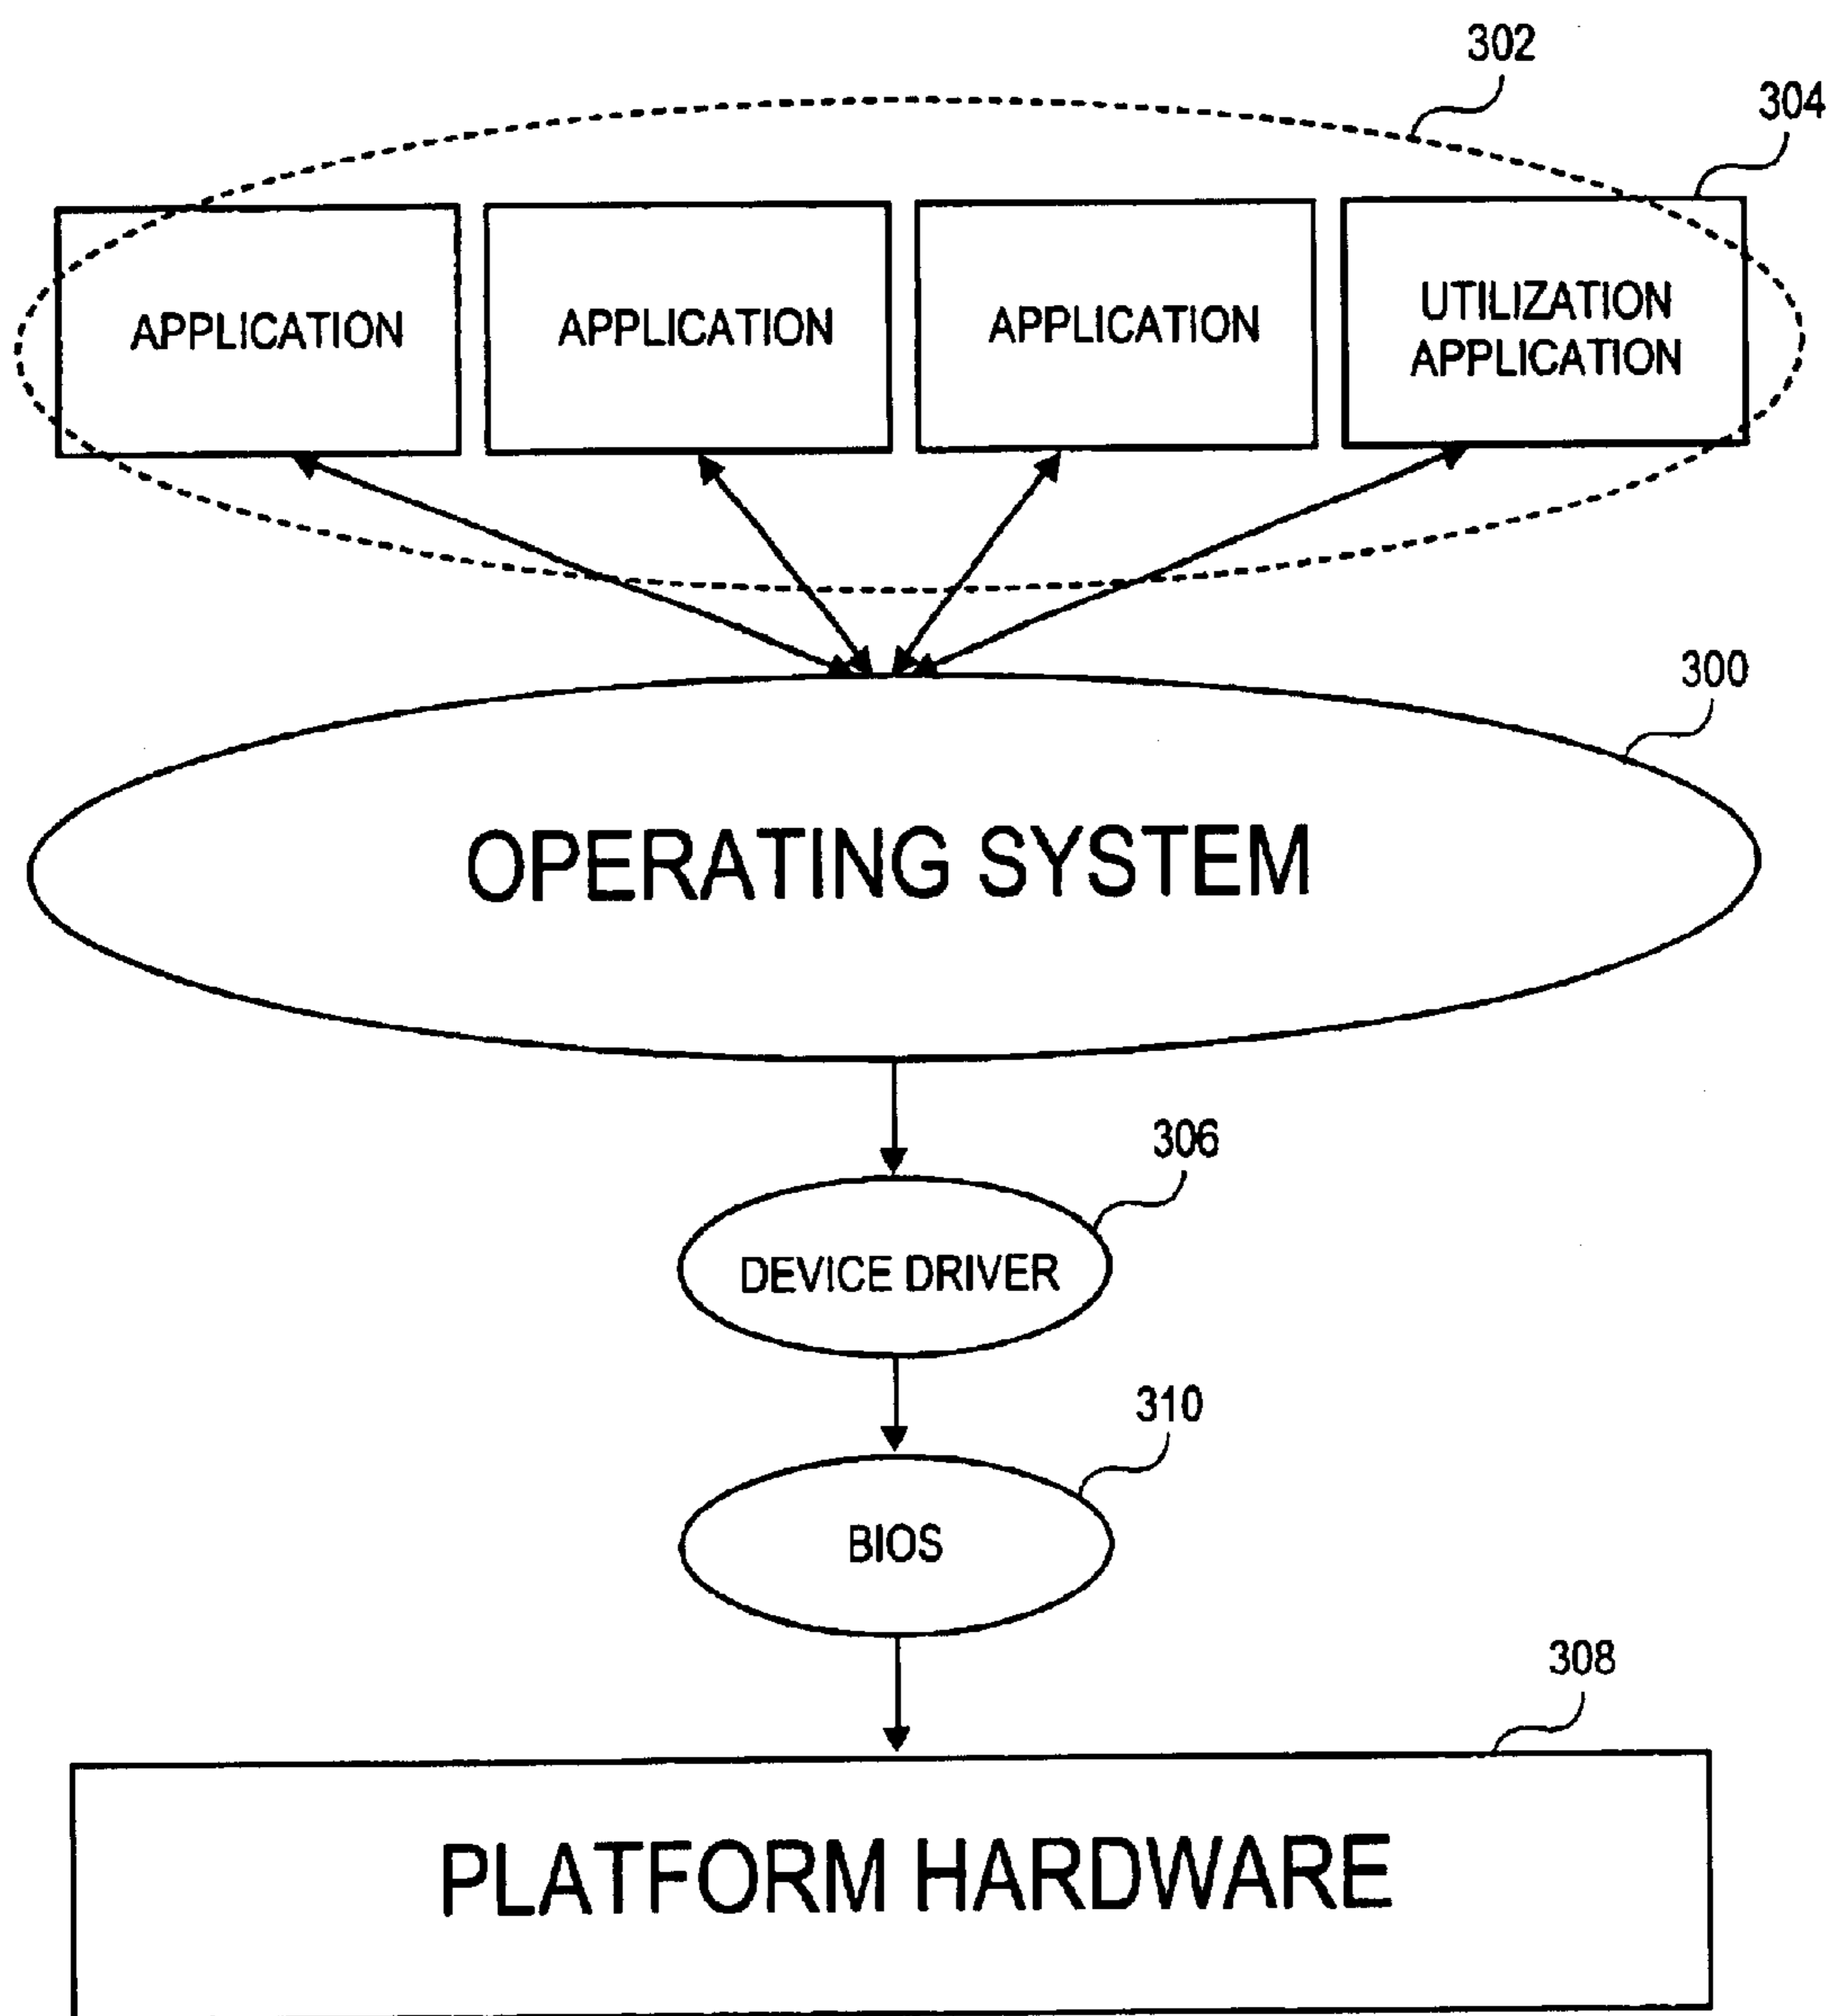 302
304
APPLICATION
APPLICATION
APPLICATION
UTILIZATION
APPLICATION
300
OPERATING SYSTEM
306
DEVICE DRIVER
310
BIOS
308
PLATFORM HARDWARE